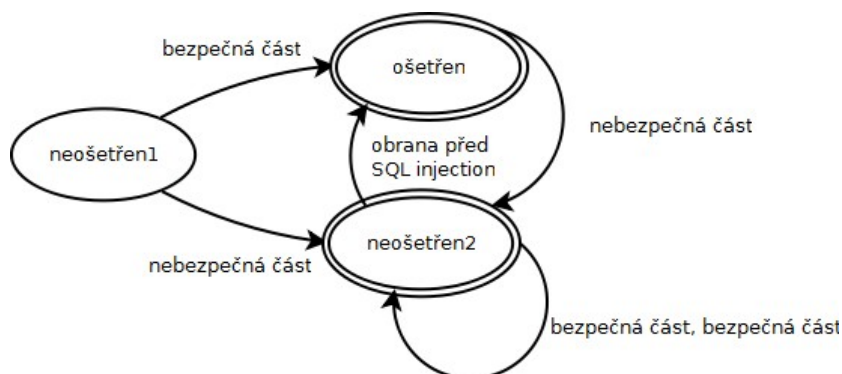 bezpečná část
ošetřen
nebezpečná část
neošetřen1
obrana před
SQL injection
neošetřen2
nebezpečná část
bezpečná část, bezpečná část